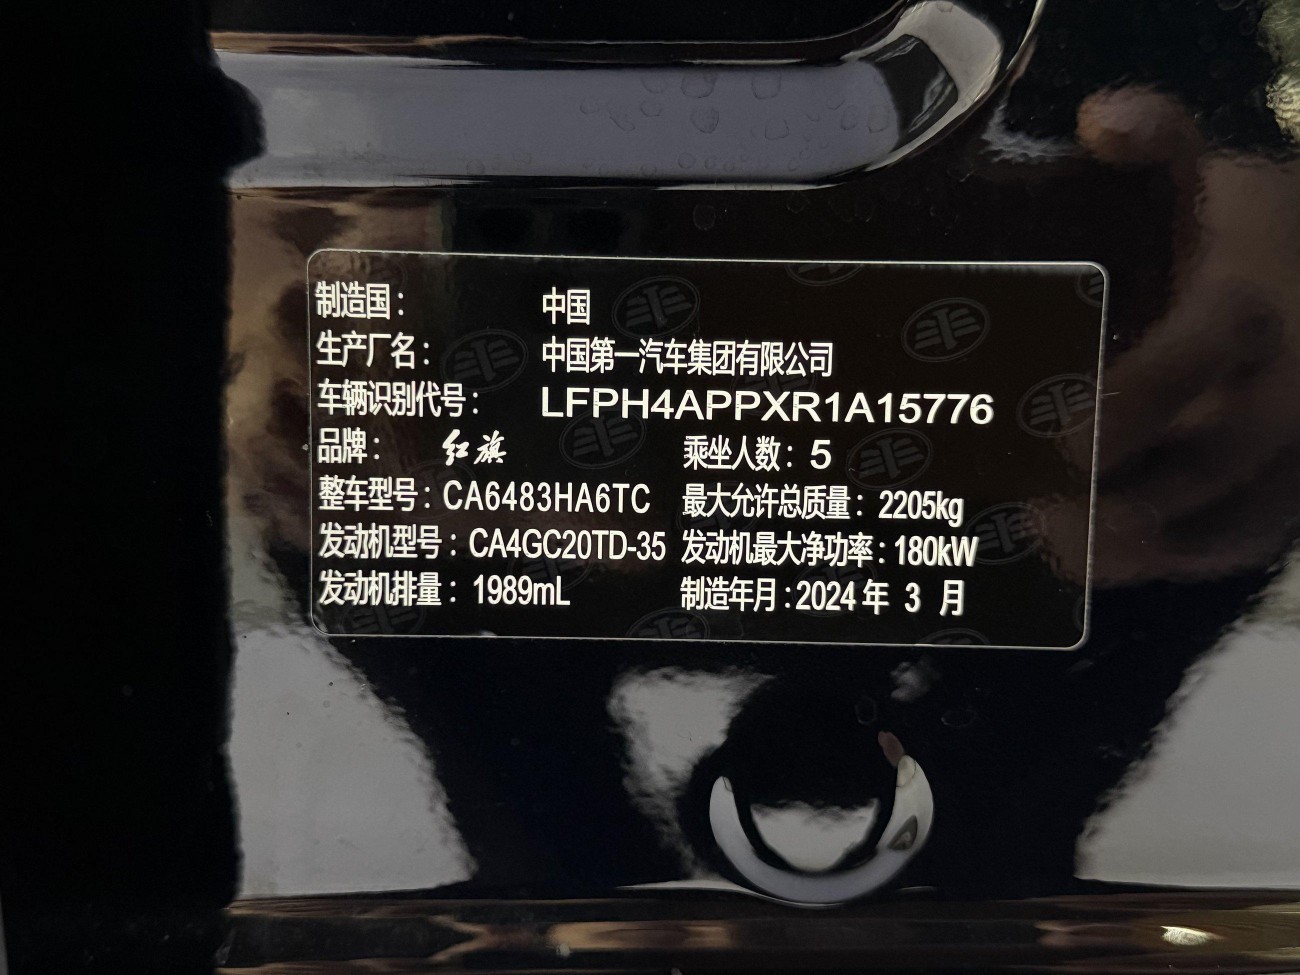 制造国： 中国
生产厂名： 中国第一汽车集团有限公司
车辆识别代号： LFPH4APPXR1A15776
品牌： 红旗 乘坐人数：5
整车型号：CA6483HA6TC 最大允许总质量：2205kg
发动机型号：CA4GC20TD-35 发动机最大净功率：180kW
发动机排量：1989mL 制造年月：2024年 3 月